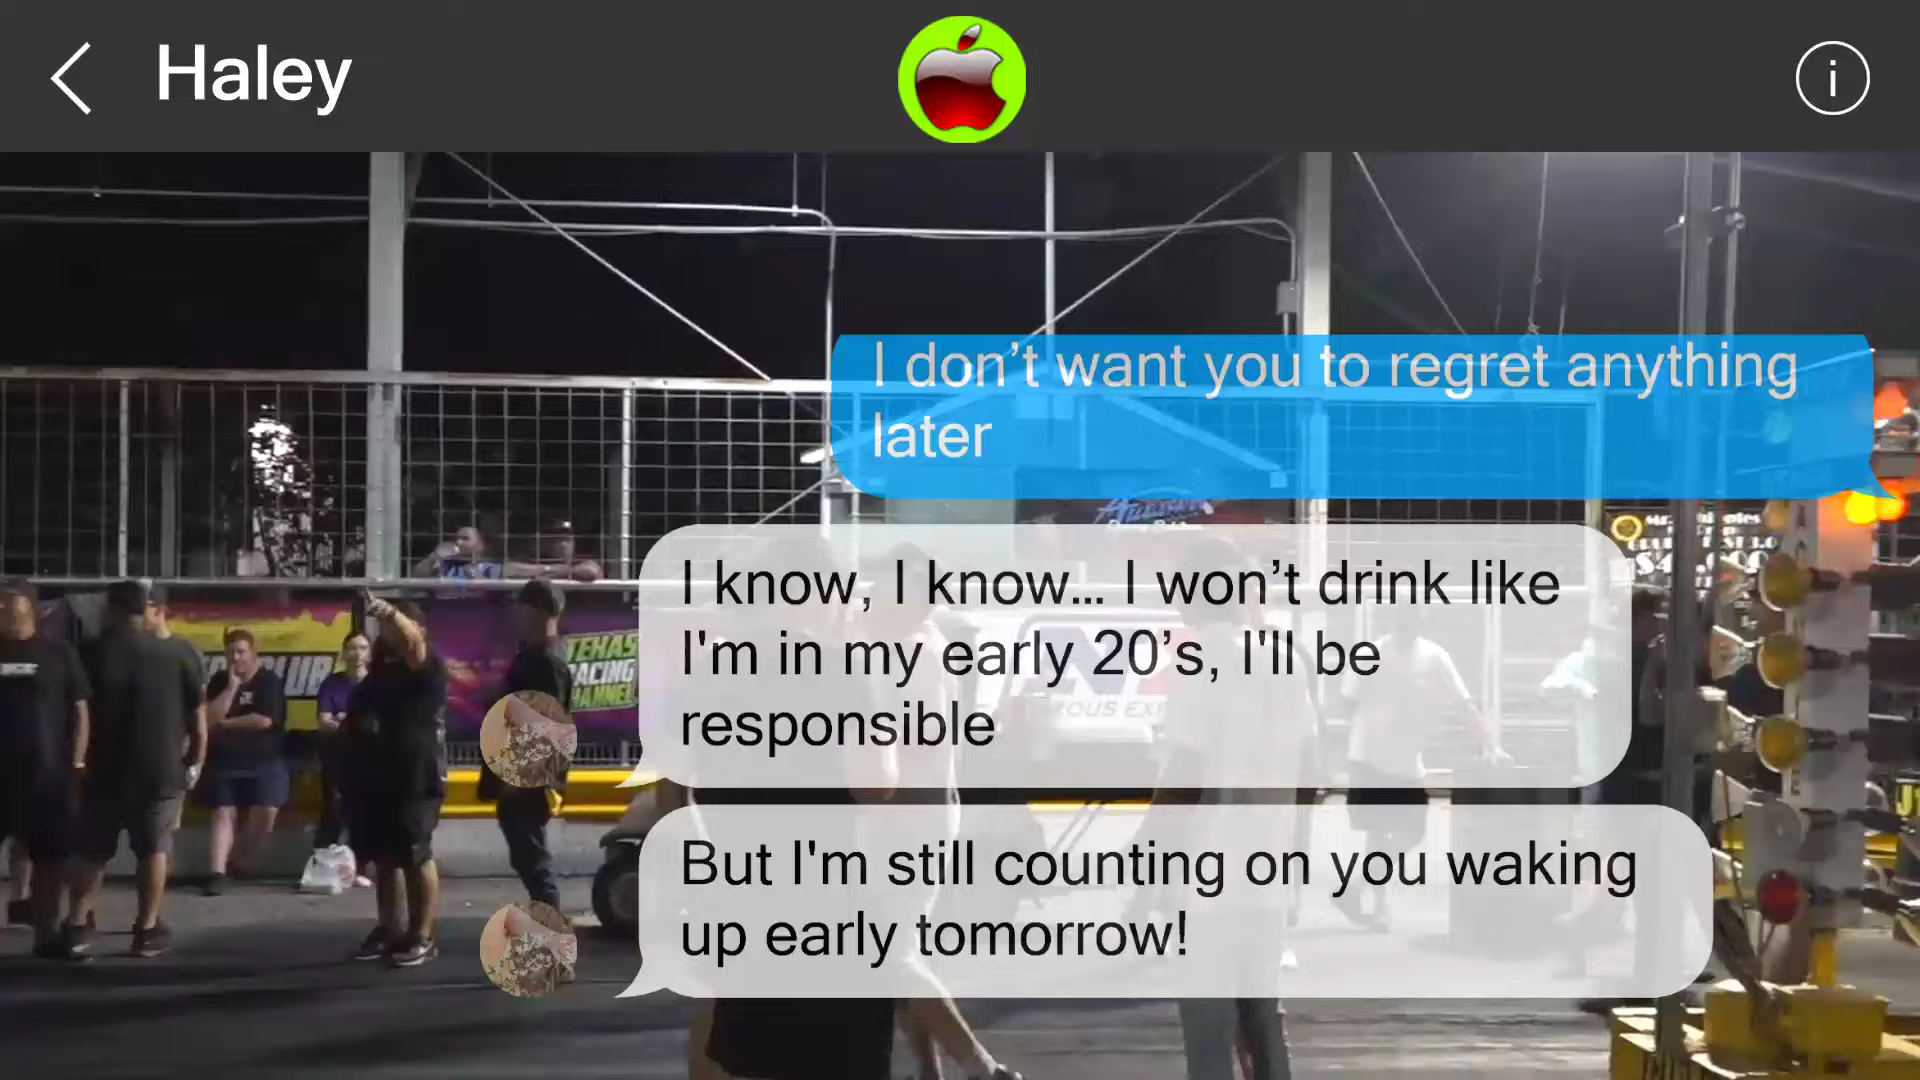 Haley
i
I don’t want you to regret anything
later
I know, I know... I won’t drink like
I'm in my early 20’s, I'll be
responsible
But I'm still counting on you waking
up early tomorrow!
TEXAS
RACING
CHANNEL